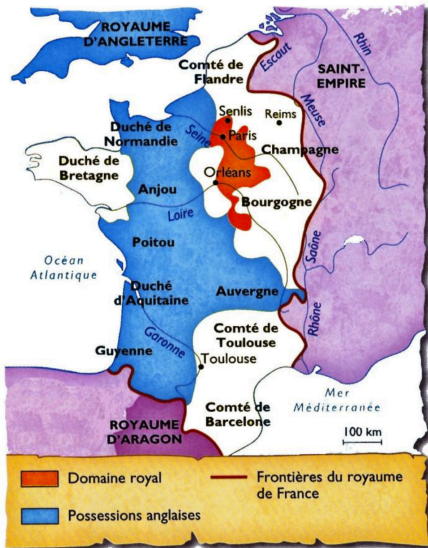 ROYAUME
D'ANGLETERRE
Comté de
Flandre
Escaut
Rhin
SAINT-
EMPIRE
Meuse
Senlis
Reims
Duché de
Normandie
Seine
Paris
Champagne
Duché de
Bretagne
Orléans
Anjou
Bourgogne
Loire
Poitou
Saône
Océan
Atlantique
Duché
d'Aquitaine
Auvergne
Comté de
Toulouse
Rhône
Garonne
Guyenne
Toulouse
Mer
Méditerranée
Comté de
Barcelone
ROYAUME
D'ARAGON
100 km
Domaine royal
Frontières du royaume
de France
Possessions anglaises